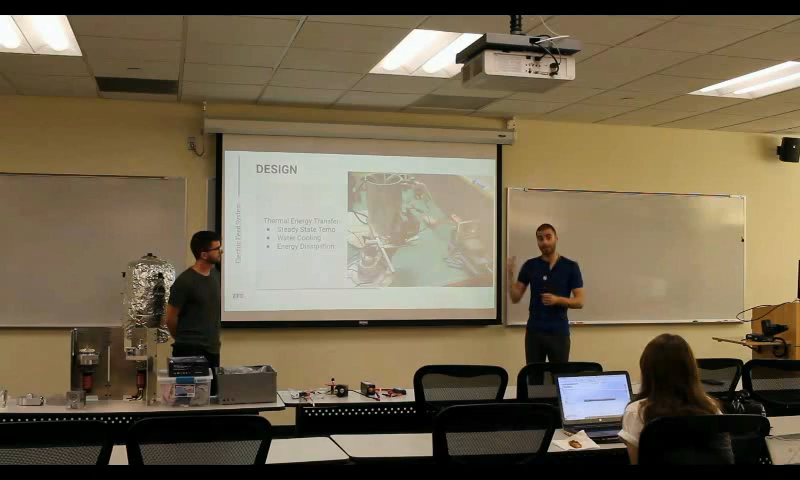 DESIGN
Thermal Energy Transfer
● Steady State Temp
● Water Cooling
● Energy Dissipation